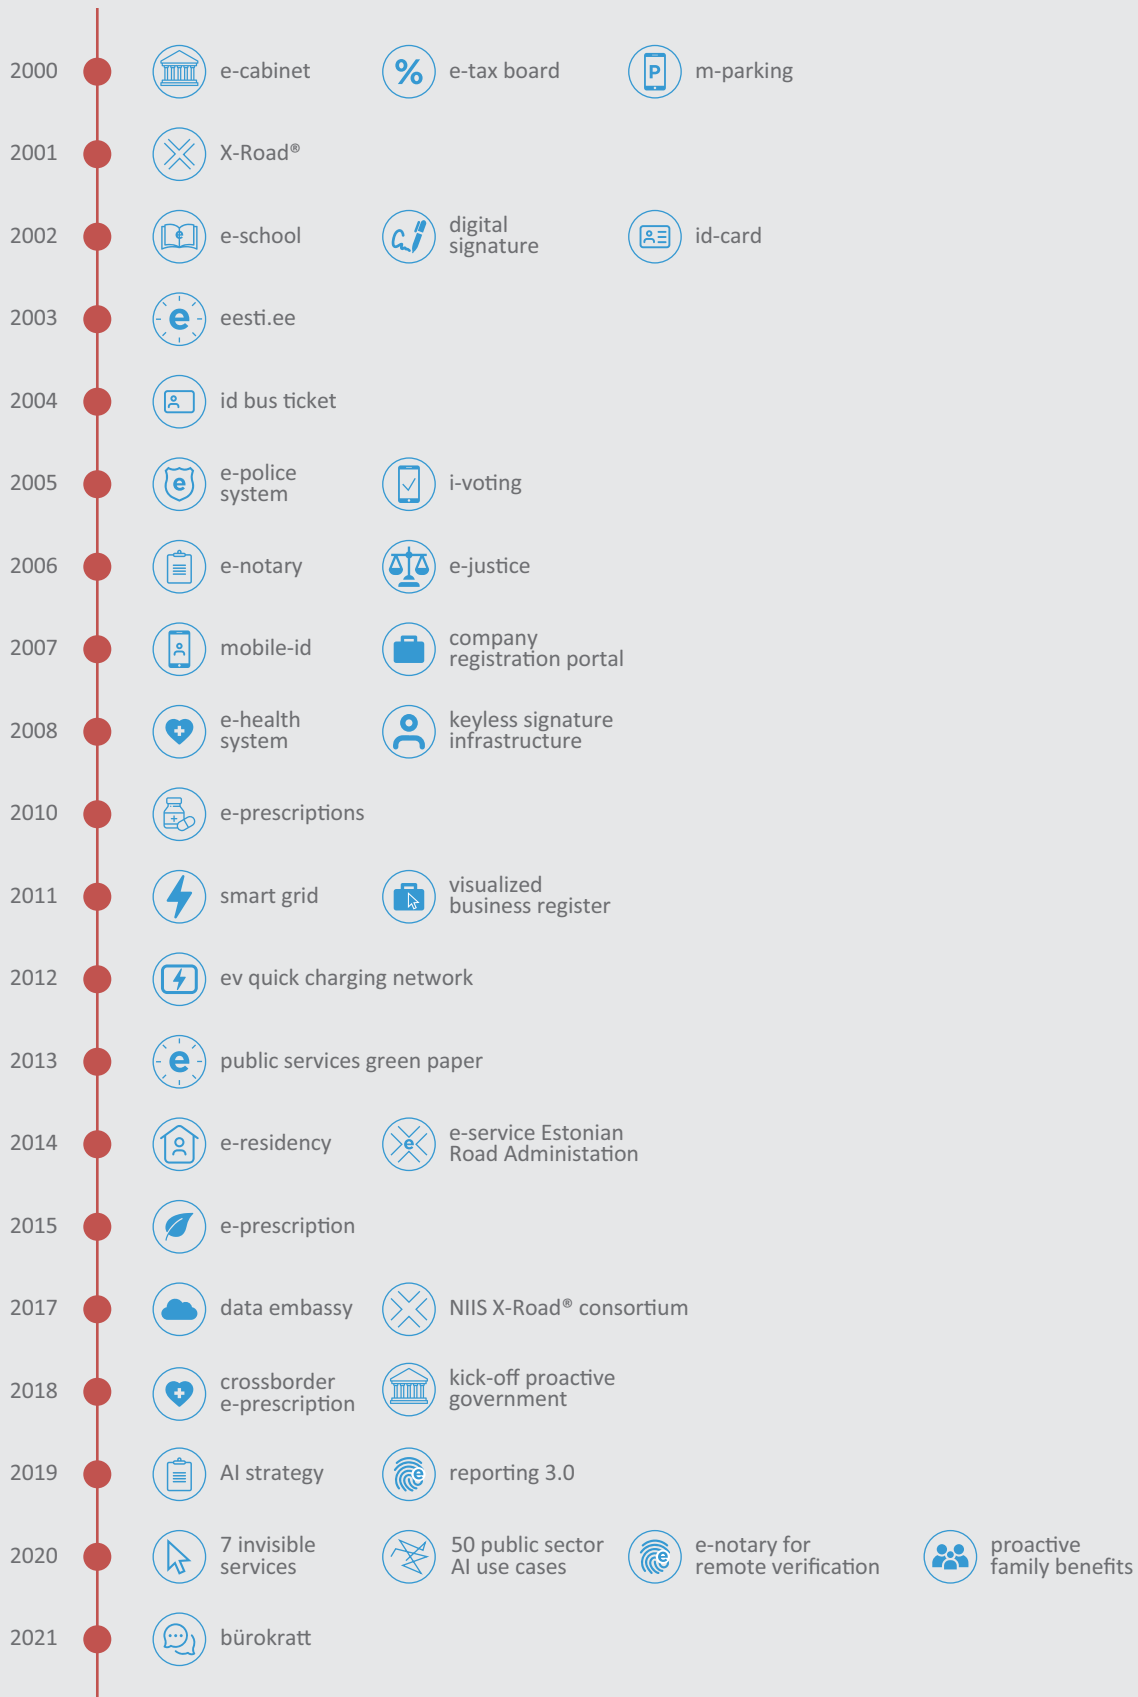 2000 e-cabinet % e-tax board P m-parking
2001 X-Road®
2002 e e-school digital
signature id-card
2003 e eesti.ee
2004 id bus ticket
2005 e e-police
system i-voting
2006 e-notary e-justice
2007 mobile-id company
registration portal
2008 e-health
system keyless signature
infrastructure
2010 e-prescriptions
2011 smart grid visualized
business register
2012 ev quick charging network
2013 e public services green paper
2014 e-residency e e-service Estonian
Road Administation
2015 e-prescription
2017 data embassy NIIS X-Road® consortium
2018 crossborder
e-prescription kick-off proactive
government
2019 AI strategy e reporting 3.0
2020 7 invisible
services 50 public sector
AI use cases e e-notary for
remote verification proactive
family benefits
2021 bürokratt